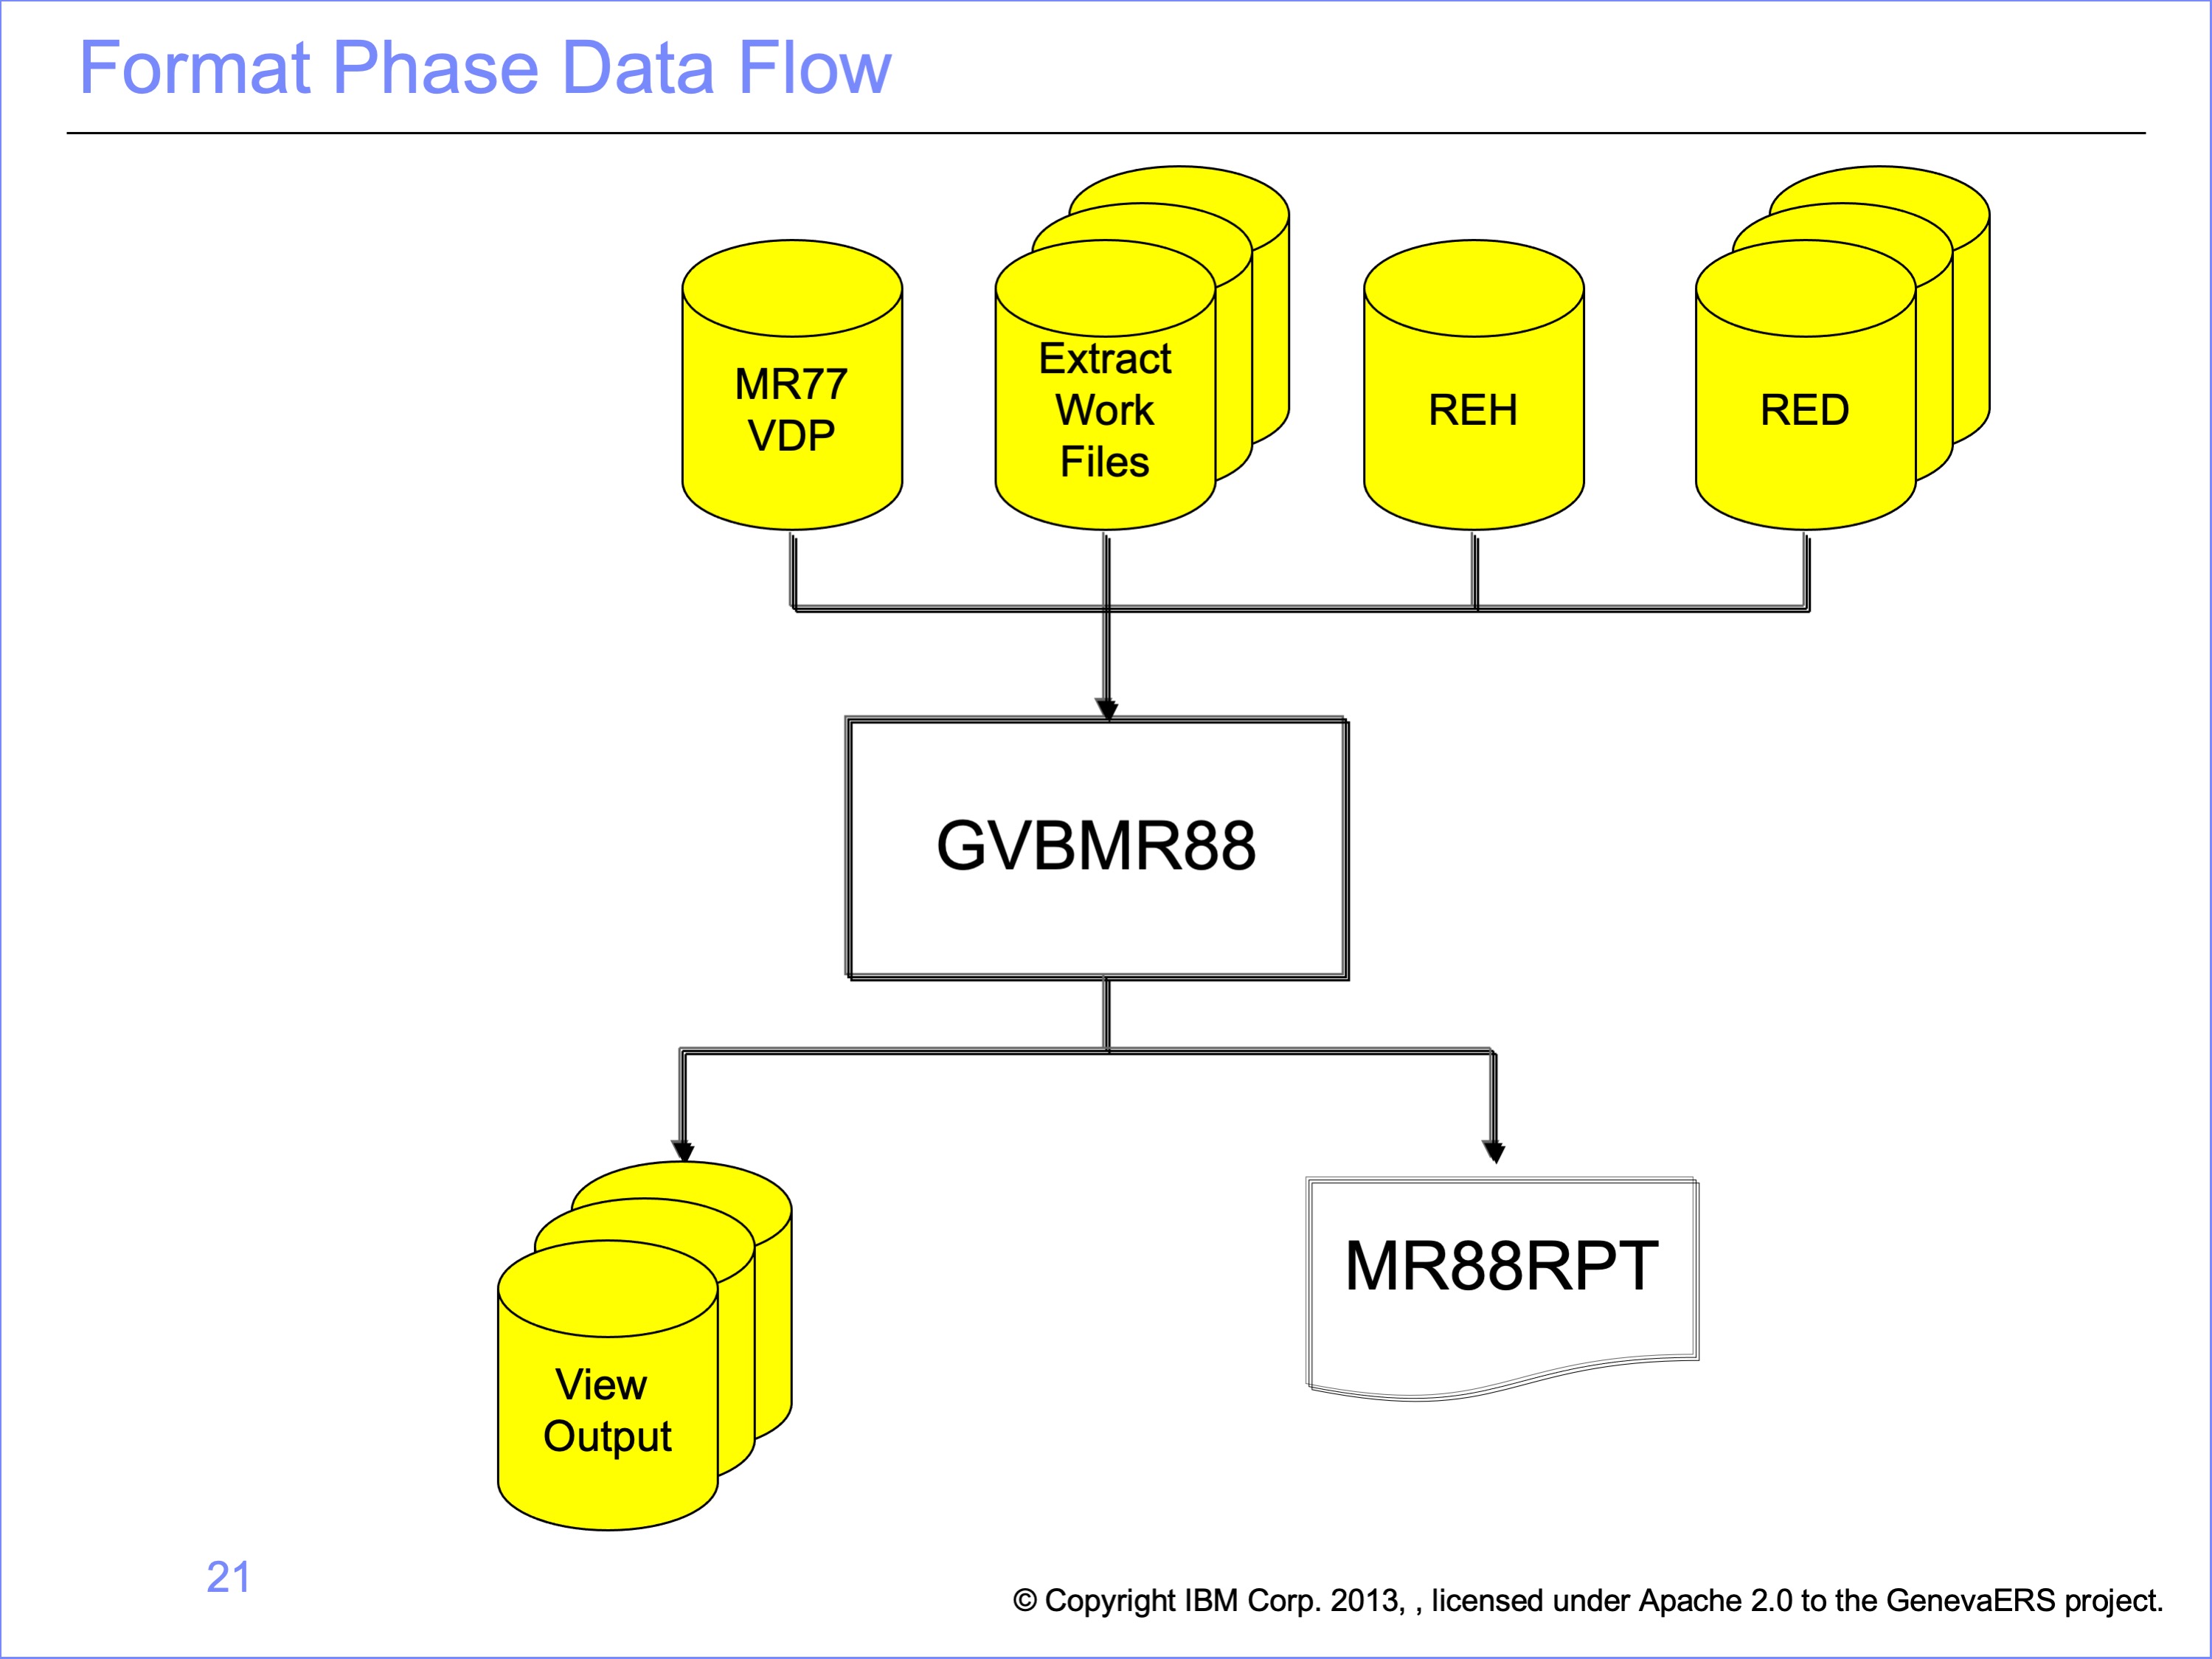 Format Phase Data Flow
MR77
VDP
Extract
Work
Files
REH
RED
GVBMR88
View
Output
MR88RPT
21
© Copyright IBM Corp. 2013, , licensed under Apache 2.0 to the GenevaERS project.